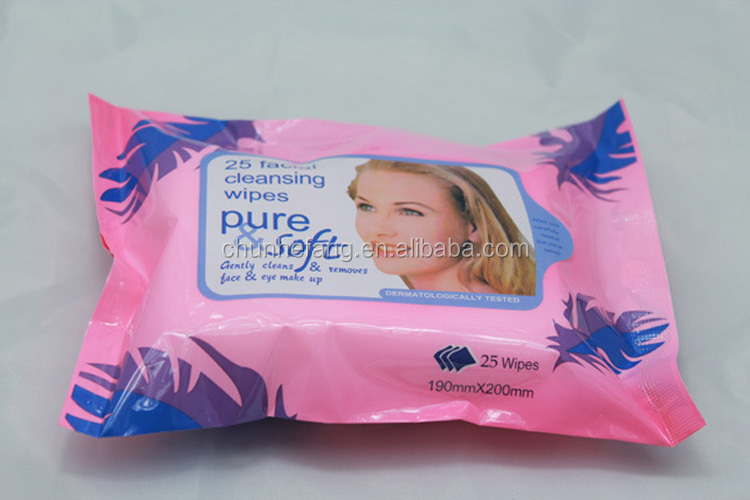 25 facial
cleansing
wipes
pure
& soft
Gently cleans & removes
face & eye make up
DERMATOLOGICALLY TESTED
25 Wipes
190mmX200mm
chunhefang.en.alibaba.com